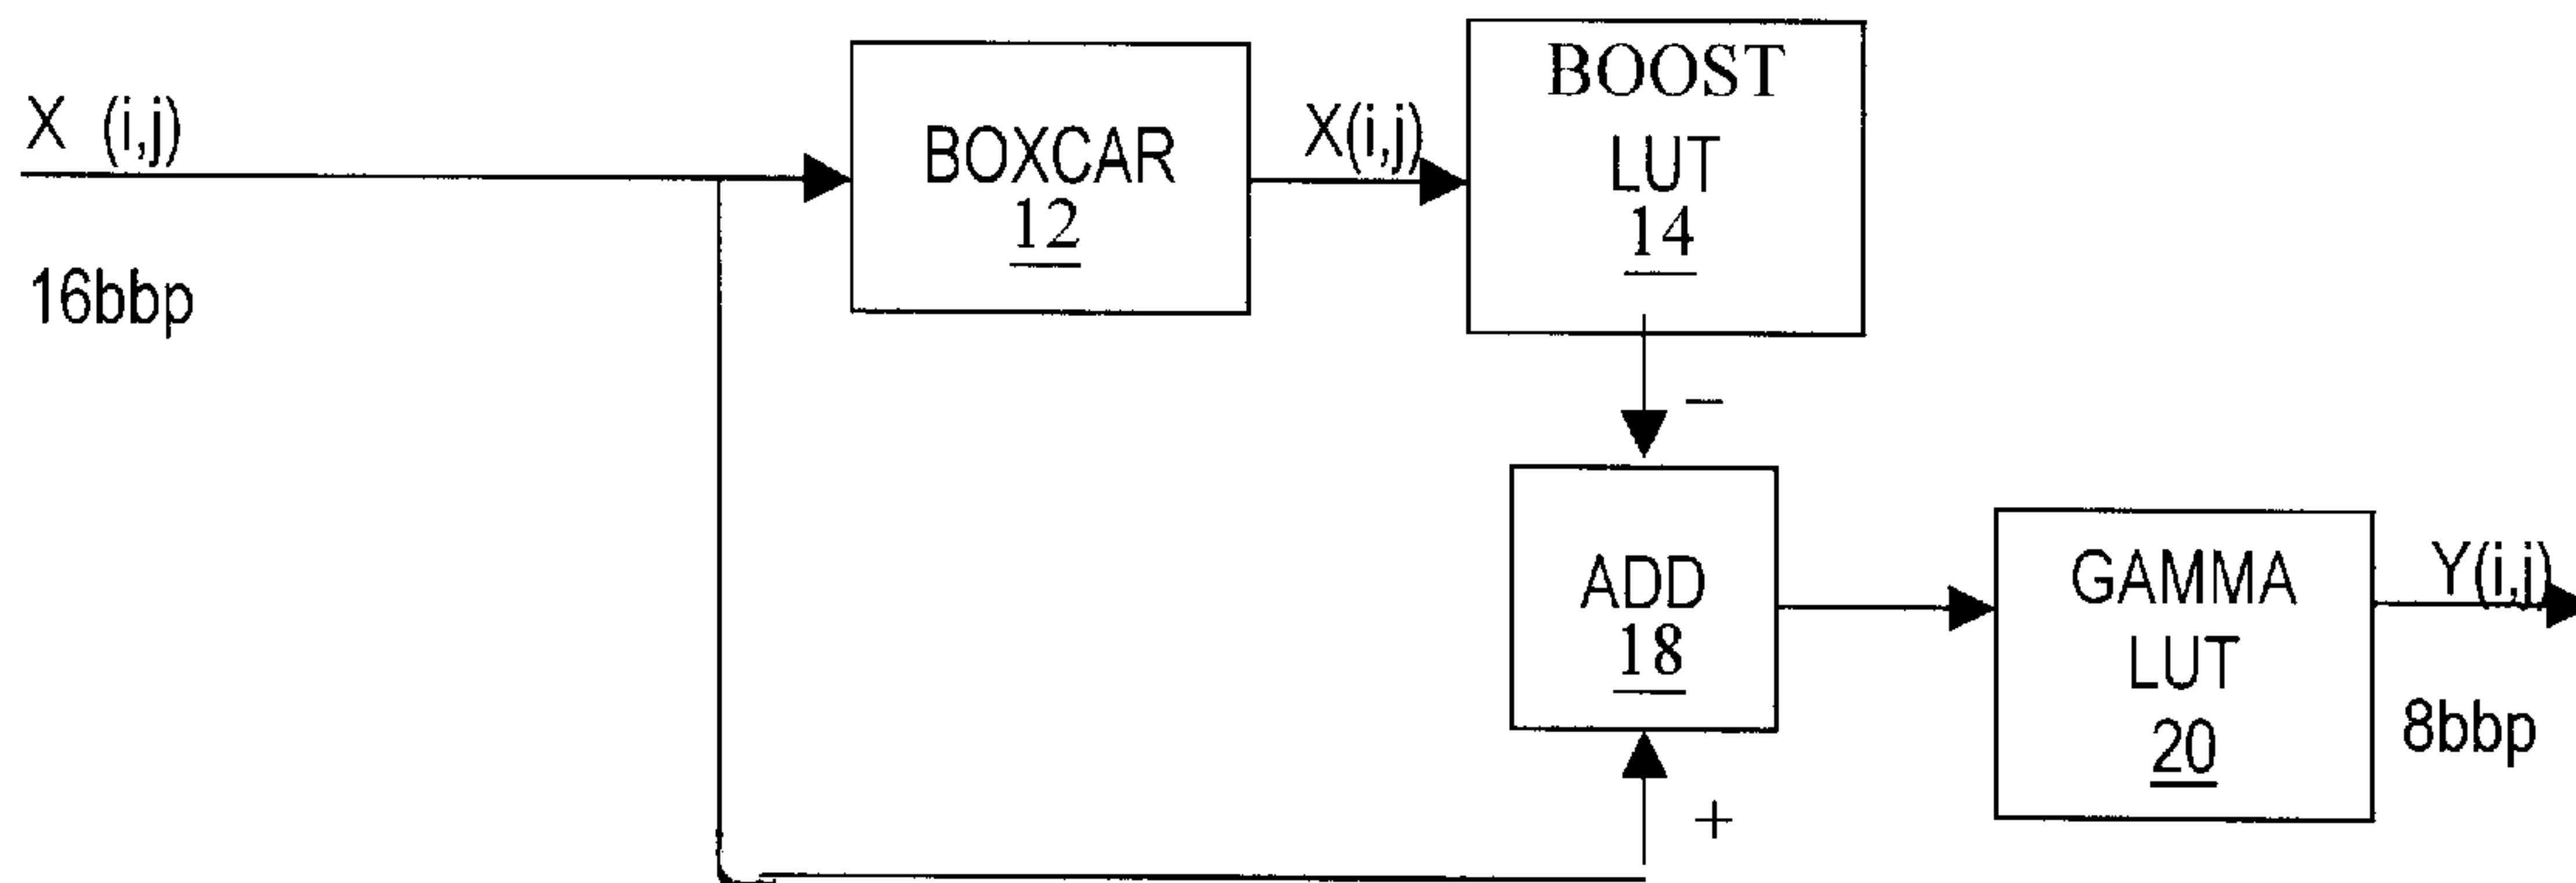 X (i,j)
16bbp
BOXCAR
12
X(i,j)
BOOST
LUT
14
–
ADD
18
+
GAMMA
LUT
20
Y(i,j)
8bbp